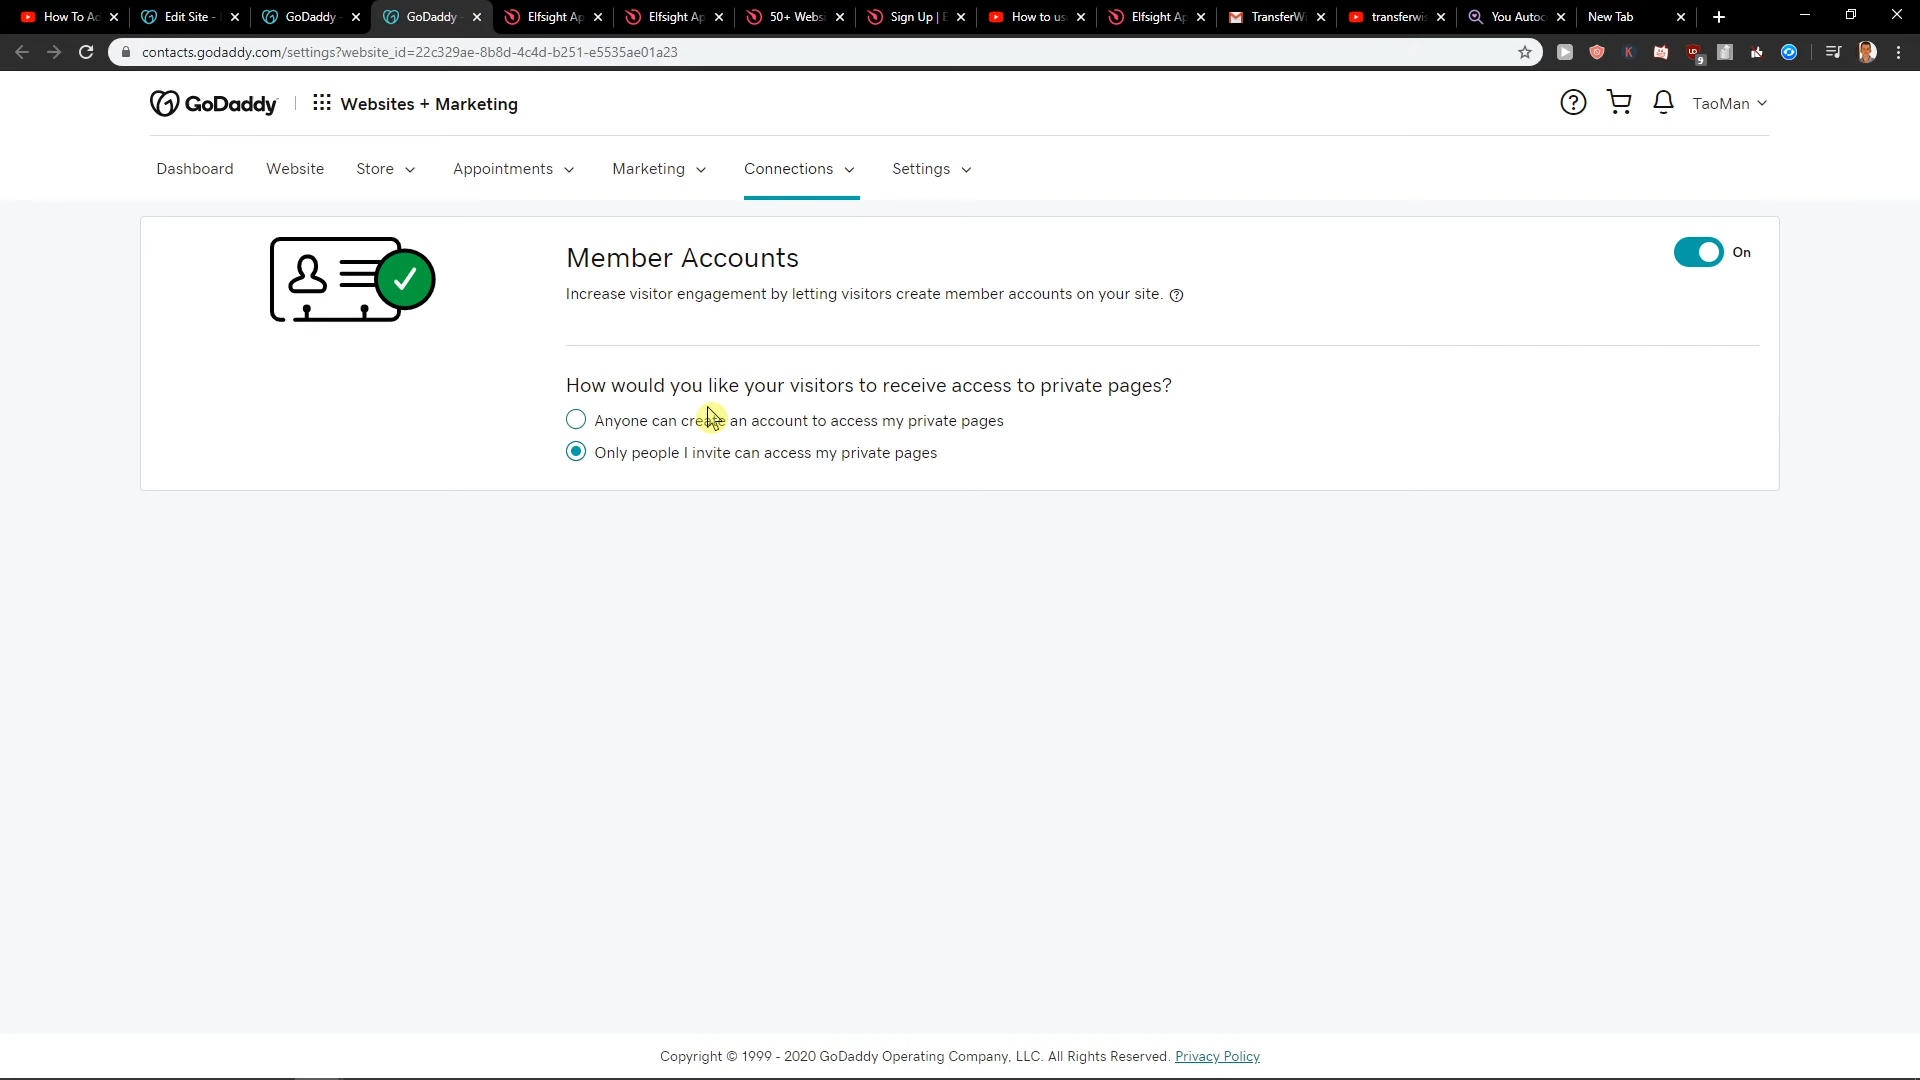 How To Ad
Edit Site -
GoDaddy
GoDaddy
Elfsight Ap
Elfsight Ap
50+ Websi
Sign Up | E
How to us
Elfsight Ap
TransferWi
transferwis
You Autoc
New Tab
contacts.godaddy.com/settings?website_id=22c329ae-8b8d-4c4d-b251-e5535ae01a23
K
UD
9
GoDaddy
Websites + Marketing
TaoMan
Dashboard
Website
Store
Appointments
Marketing
Connections
Settings
Member Accounts
On
Increase visitor engagement by letting visitors create member accounts on your site.
How would you like your visitors to receive access to private pages?
Anyone can create an account to access my private pages
Only people I invite can access my private pages
Copyright © 1999 - 2020 GoDaddy Operating Company, LLC. All Rights Reserved. Privacy Policy